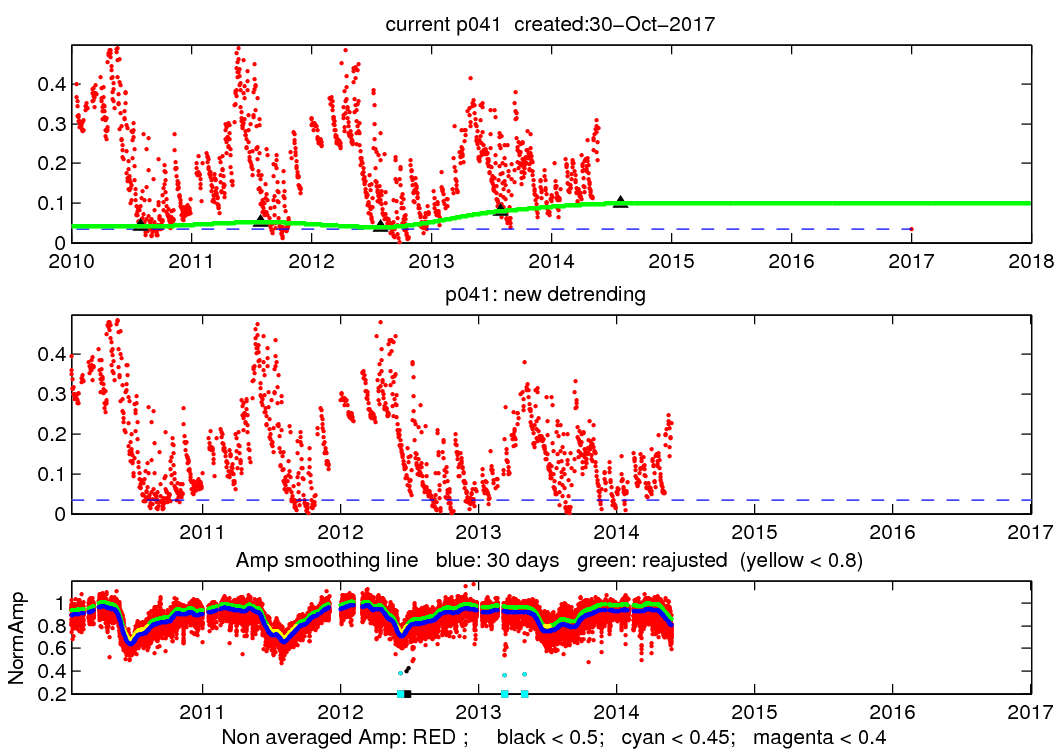 current p041  created:30−Oct−2017
0.4
0.3
0.2
0.1
0
2010 2011 2012 2013 2014 2015 2016 2017 2018
p041: new detrending
0.4
0.3
0.2
0.1
0
2011 2012 2013 2014 2015 2016 2017
Amp smoothing line   blue: 30 days   green: reajusted  (yellow < 0.8)
NormAmp
1
0.8
0.6
0.4
0.2
2011 2012 2013 2014 2015 2016 2017
Non averaged Amp: RED ;     black < 0.5;   cyan < 0.45;   magenta < 0.4